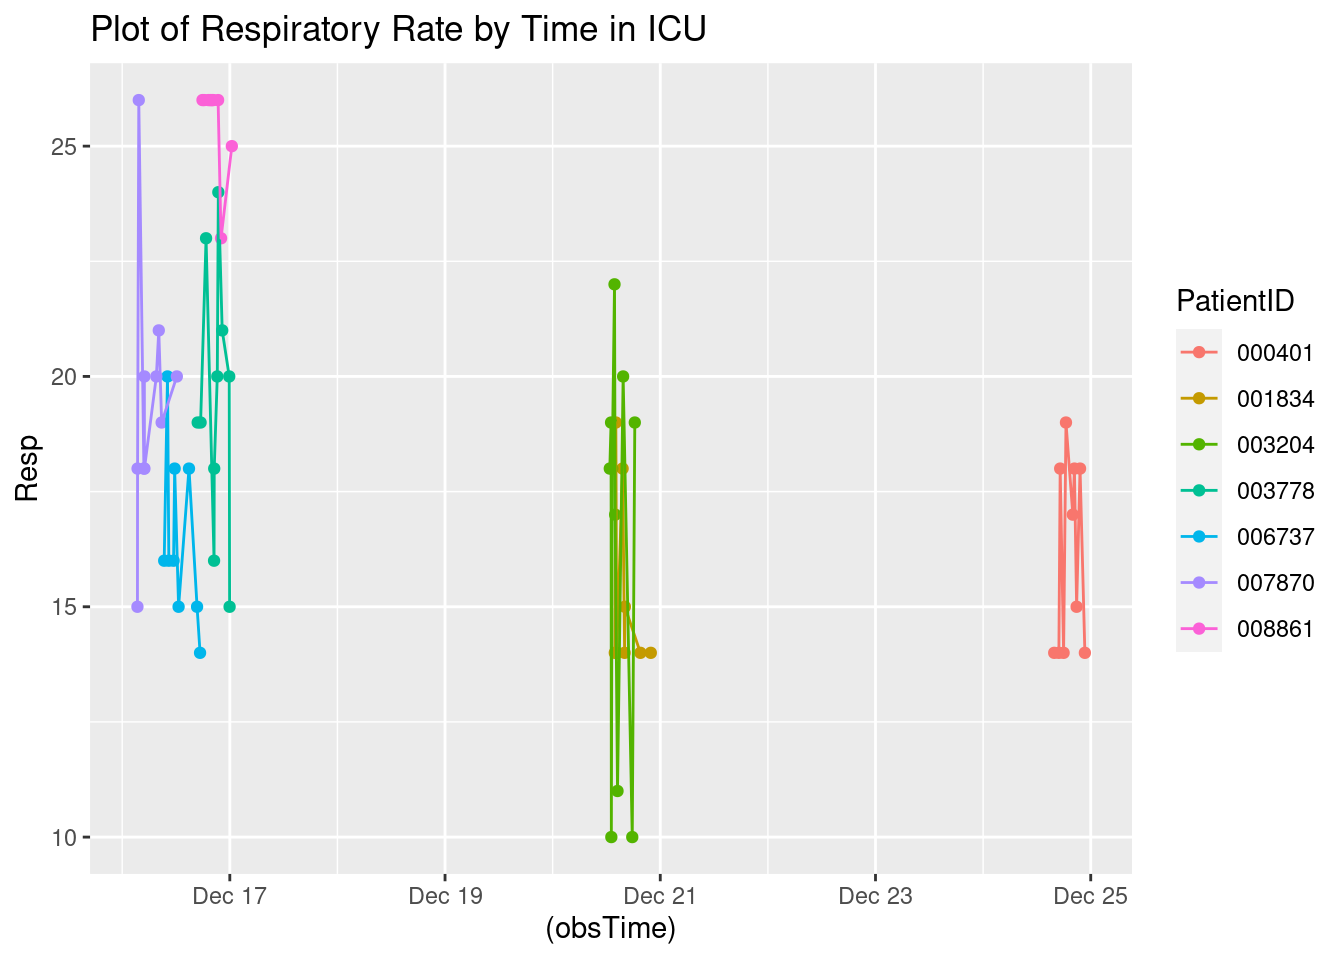 Plot of Respiratory Rate by Time in ICU
25
20
15
10
Resp
Dec 17
Dec 19
Dec 21
Dec 23
Dec 25
(obsTime)
PatientID
000401
001834
003204
003778
006737
007870
008861